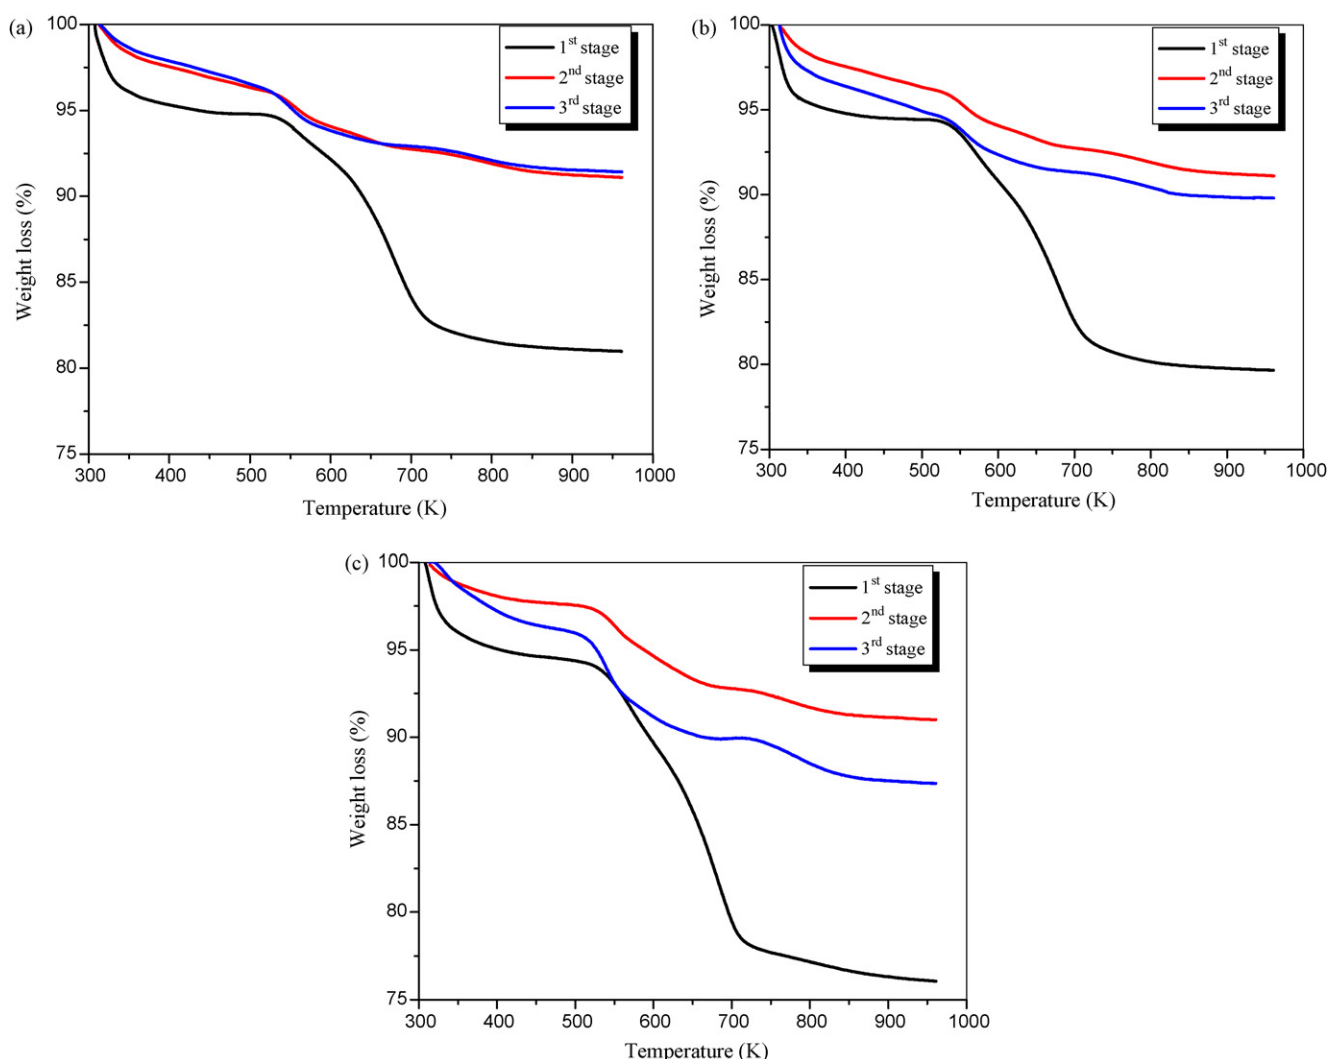 (a)
100
95
90
85
80
75
Weight loss (%)
300 400 500 600 700 800 900 1000
Temperature (K)
1st stage
2nd stage
3rd stage
(b)
100
95
90
85
80
75
Weight loss (%)
300 400 500 600 700 800 900 1000
Temperature (K)
1st stage
2nd stage
3rd stage
(c)
100
95
90
85
80
75
Weight loss (%)
300 400 500 600 700 800 900 1000
Temperature (K)
1st stage
2nd stage
3rd stage